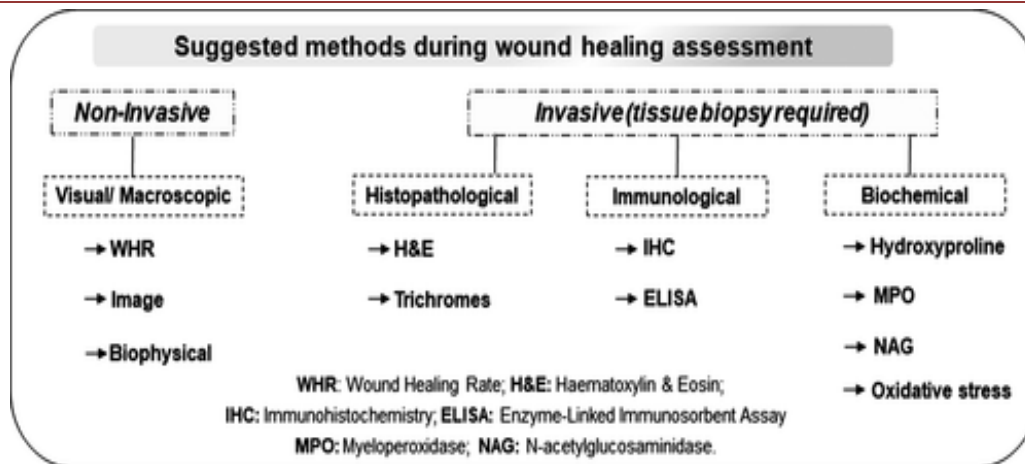 Suggested methods during wound healing assessment
Non-Invasive
Invasive (tissue biopsy required)
Visual/ Macroscopic
Histopathological
Immunological
Biochemical
→ WHR
→ H&E
→ IHC
→ Hydroxyproline
→ Image
→ Trichromes
→ ELISA
→ MPO
→ Biophysical
→ NAG
→ Oxidative stress
WHR: Wound Healing Rate; H&E: Haematoxylin & Eosin;
IHC: Immunohistochemistry; ELISA: Enzyme-Linked Immunosorbent Assay
MPO: Myeloperoxidase; NAG: N-acetylglucosaminidase.